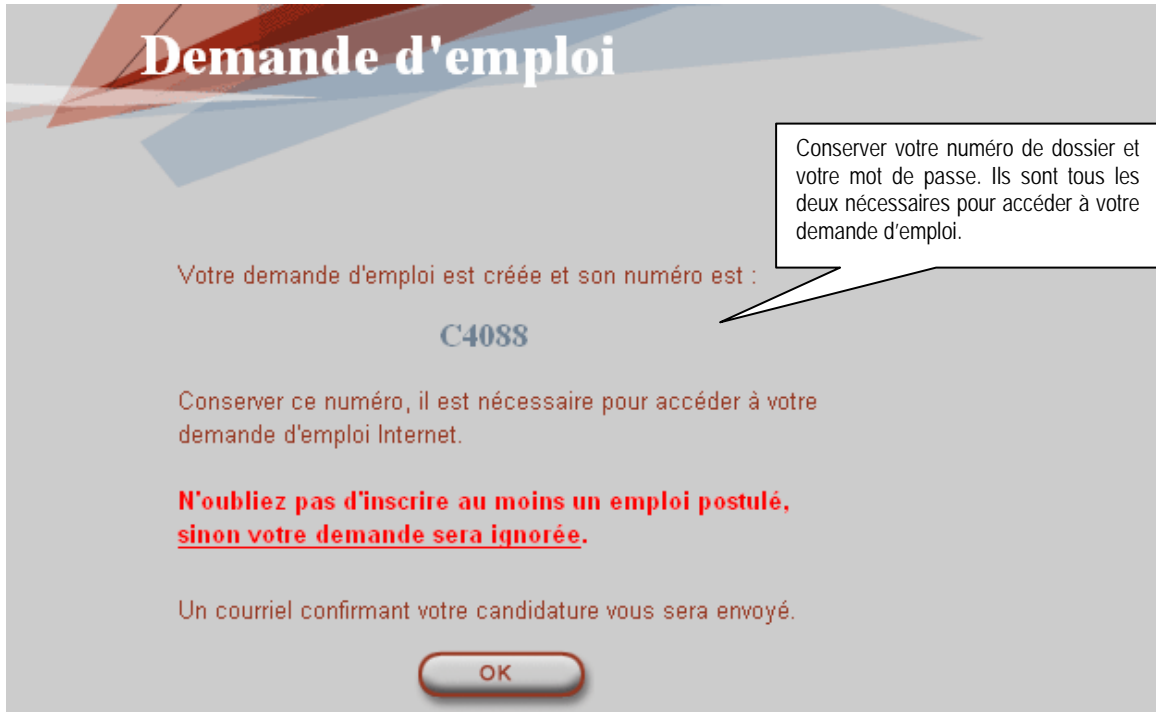 Demande d'emploi
Conserver votre numéro de dossier et
votre mot de passe. Ils sont tous les
deux nécessaires pour accéder à votre
demande d'emploi.
Votre demande d'emploi est créée et son numéro est :
C4088
Conserver ce numéro, il est nécessaire pour accéder à votre
demande d'emploi Internet.
N'oubliez pas d'inscrire au moins un emploi postulé,
sinon votre demande sera ignorée.
Un courriel confirmant votre candidature vous sera envoyé.
OK